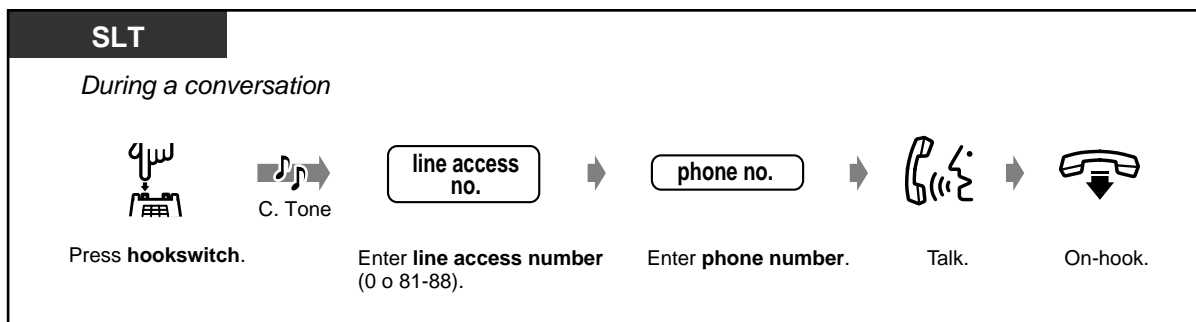 SLT
During a conversation
line access
no.
phone no.
C. Tone
Press hookswitch.
Enter line access number
(0 o 81-88).
Enter phone number.
Talk.
On-hook.